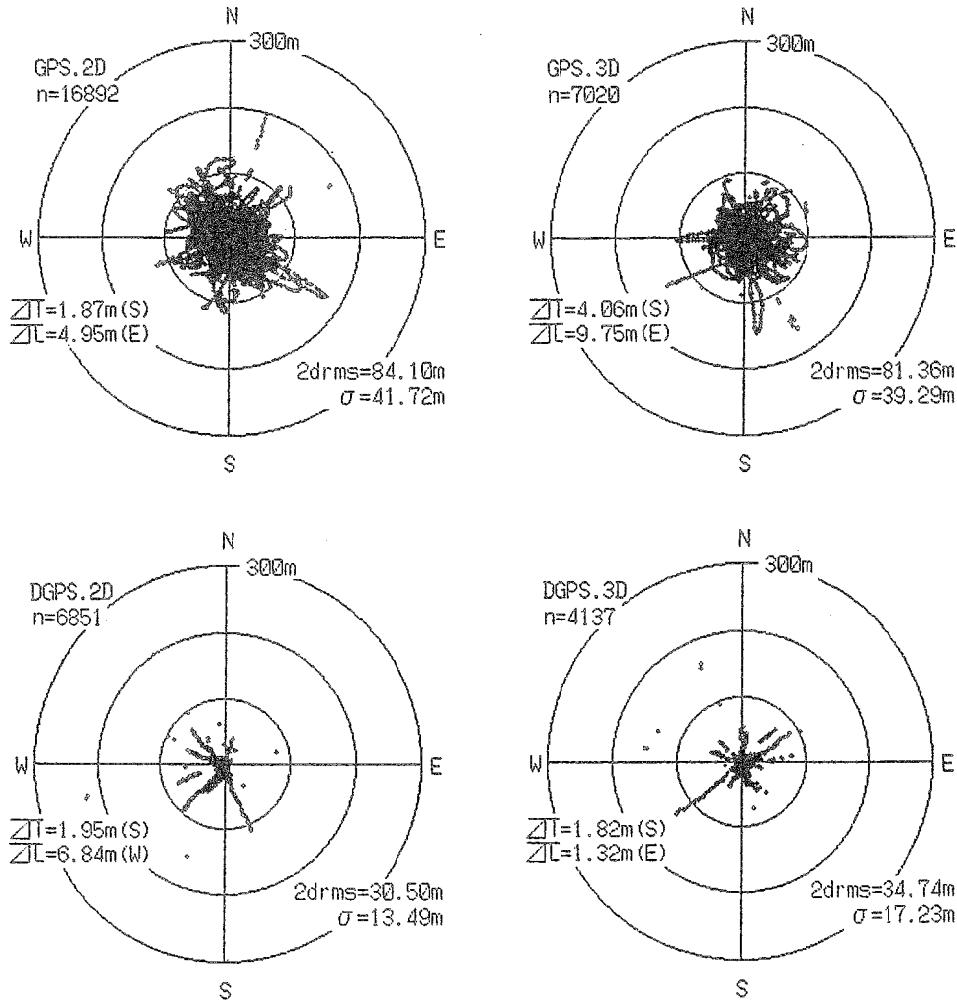 N
300m
GPS.2D
n=16892
W
E
⊿T=1.87m(S)
⊿L=4.95m(E)
2drms=84.10m
σ=41.72m
S
N
300m
GPS.3D
n=7020
W
E
⊿T=4.06m(S)
⊿L=9.75m(E)
2drms=81.36m
σ=39.29m
S
N
300m
DGPS.2D
n=6851
W
E
⊿T=1.95m(S)
⊿L=6.84m(W)
2drms=30.50m
σ=13.49m
S
N
300m
DGPS.3D
n=4137
W
E
⊿T=1.82m(S)
⊿L=1.32m(E)
2drms=34.74m
σ=17.23m
S